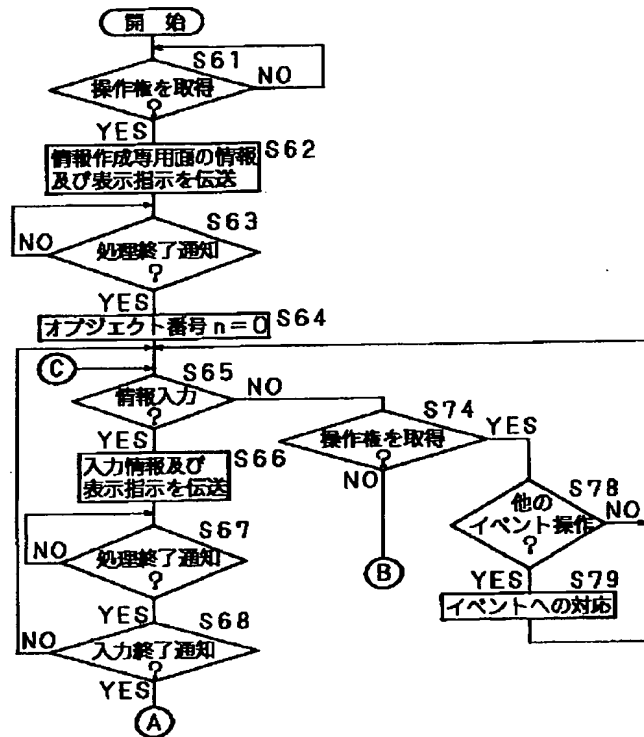 開 始
S61
操作権を取得
?
NO
YES
S62
情報作成専用面の情報
及び表示指示を伝送
S63
NO
処理終了通知
?
YES
オブジェクト番号n=0
S64
C
S65
NO
情報入力
?
YES
S74
操作権を取得
?
YES
NO
S66
入力情報及び
表示指示を伝送
S78
他の
イベント操作
?
NO
S67
NO
処理終了通知
?
B
YES
S79
イベントへの対応
YES
S68
NO
入力終了通知
?
YES
A